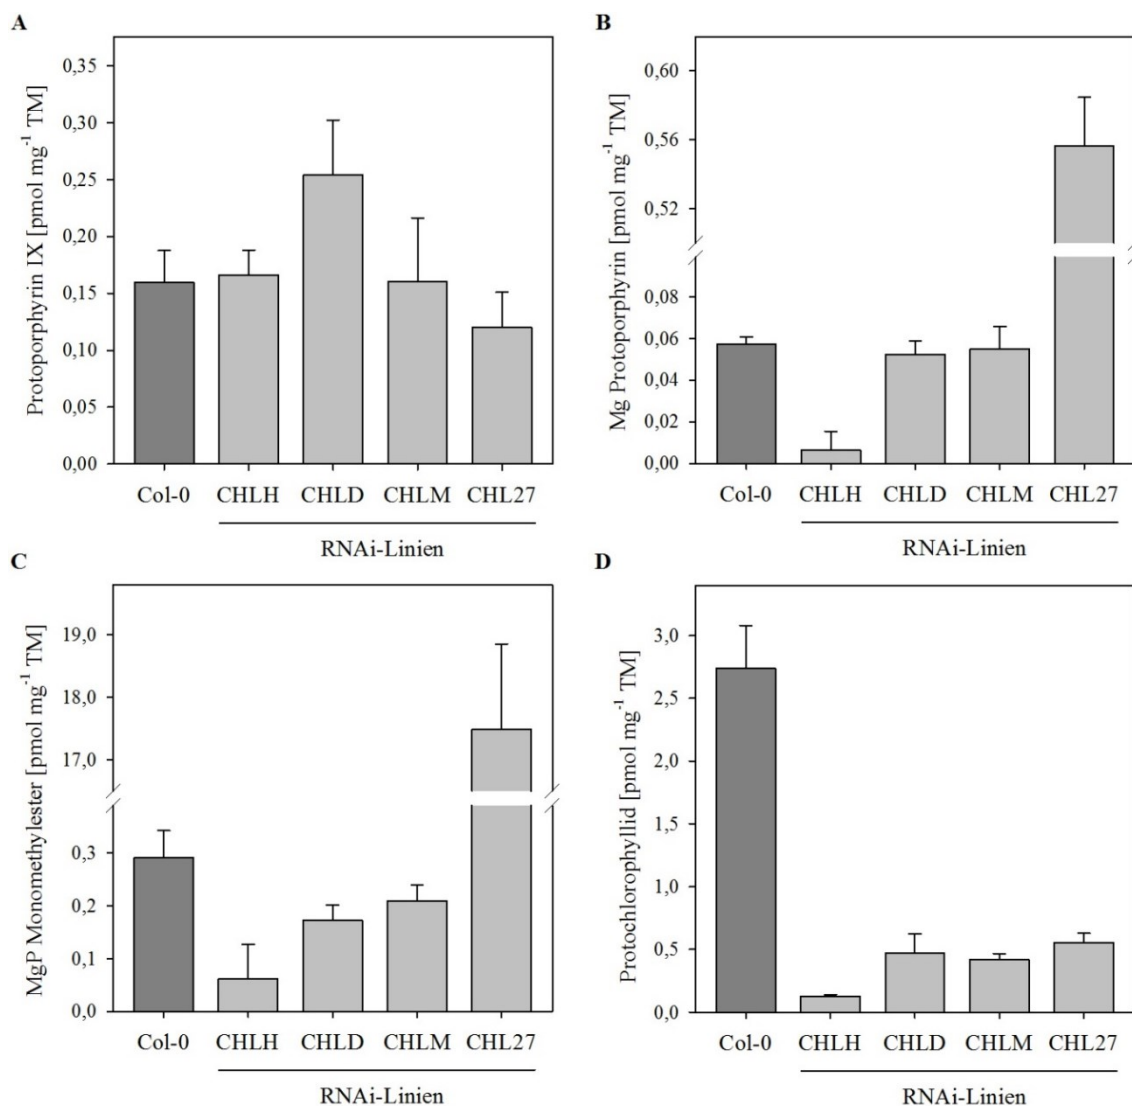 A
Protoporphyrin IX [pmol mg⁻¹ TM]
0,35
0,30
0,25
0,20
0,15
0,10
0,05
0,00
Col-0 CHLH CHLD CHLM CHL27
RNAi-Linien
B
Mg Protoporphyrin [pmol mg⁻¹ TM]
0,60
0,56
0,52
0,08
0,06
0,04
0,02
0,00
Col-0 CHLH CHLD CHLM CHL27
RNAi-Linien
C
MgP Monomethylester [pmol mg⁻¹ TM]
19,0
18,0
17,0
0,3
0,2
0,1
0,0
Col-0 CHLH CHLD CHLM CHL27
RNAi-Linien
D
Protochlorophyllid [pmol mg⁻¹ TM]
3,0
2,5
2,0
1,5
1,0
0,5
0,0
Col-0 CHLH CHLD CHLM CHL27
RNAi-Linien